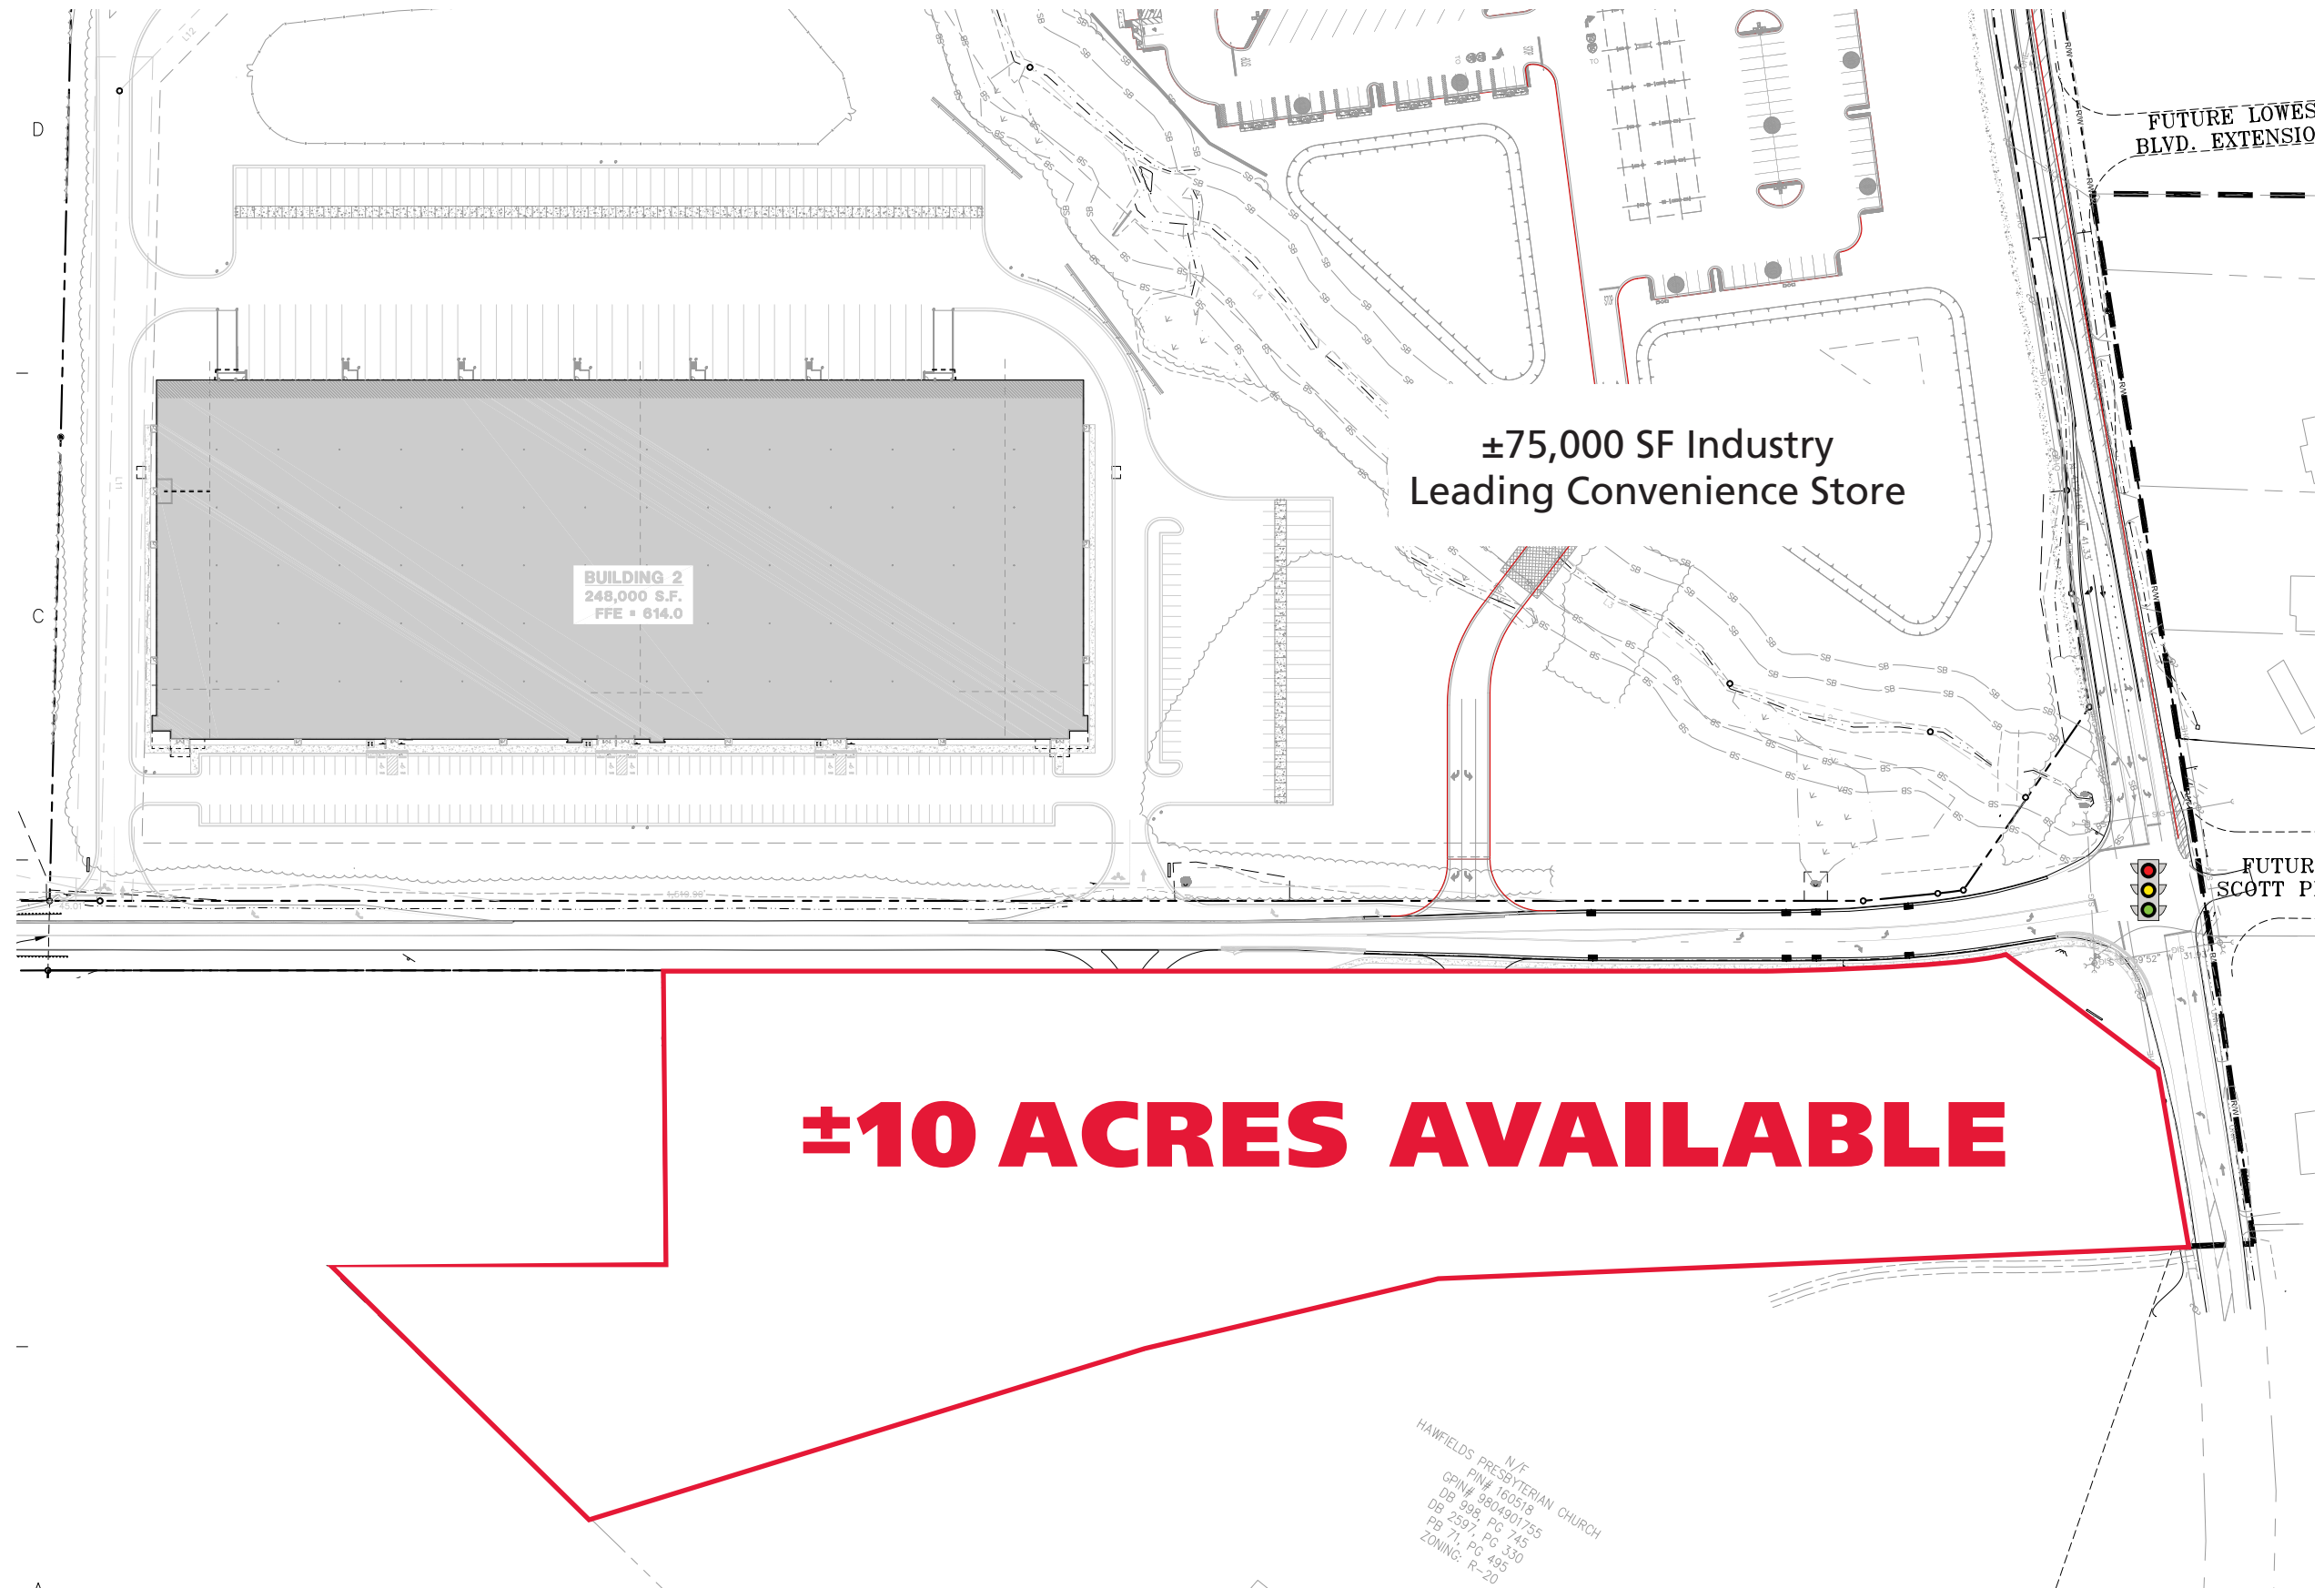 D
FUTURE LOWES
BLVD. EXTENSIO
±75,000 SF Industry
Leading Convenience Store
C
BUILDING 2
248,000 S.F.
FFE = 614.0
FUTUR
SCOTT P
±10 ACRES AVAILABLE
N/F
HAWFIELDS PRESBYTERIAN CHURCH
PIN# 160518
GPIN# 9804901755
DB 998, PG 745
DB 2597, PG 330
PB 71, PG 495
ZONING: R-20